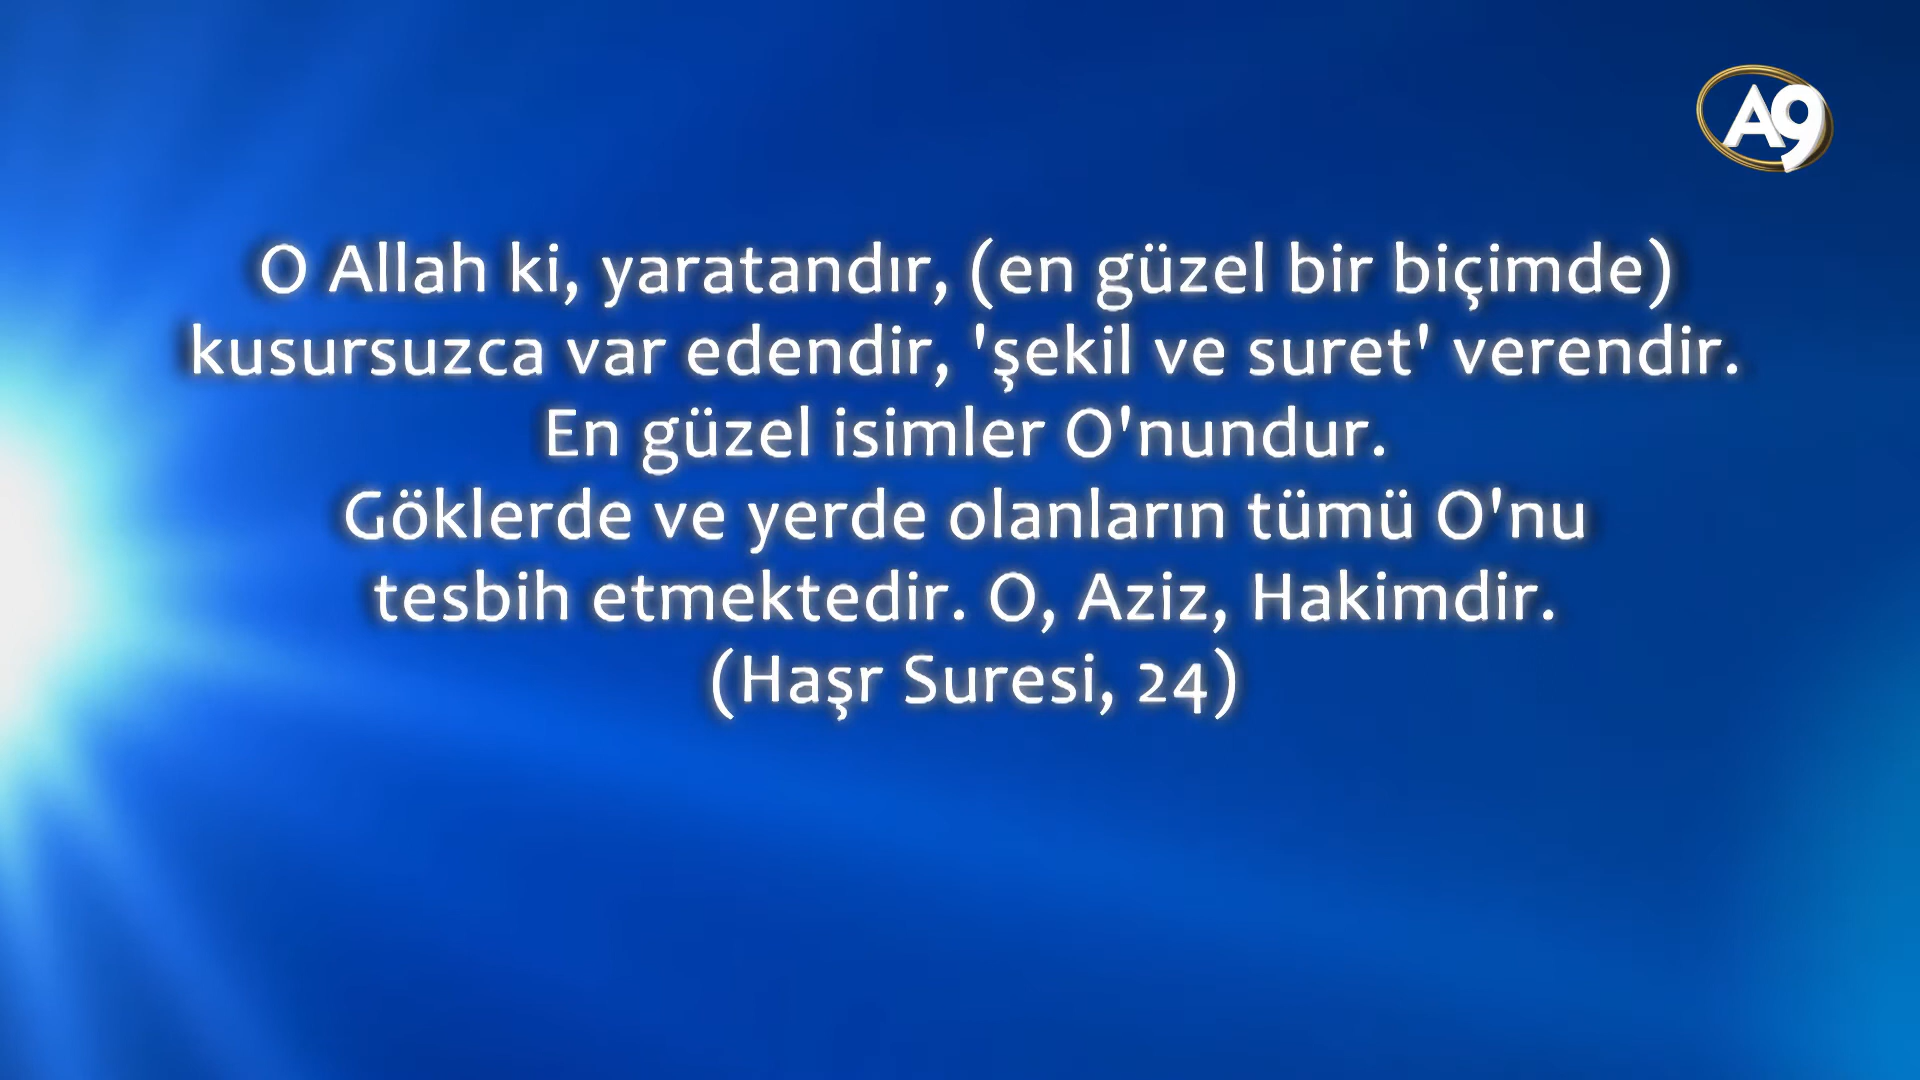 A9
O Allah ki, yaratandır, (en güzel bir biçimde)
kusursuzca var edendir, 'şekil ve suret' verendir.
En güzel isimler O'nundur.
Göklerde ve yerde olanların tümü O'nu
tesbih etmektedir. O, Aziz, Hakimdir.
(Haşr Suresi, 24)